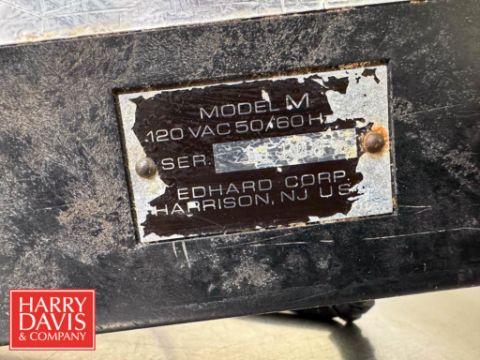 MODEL M
120 VAC 50/60 H
SER.
EDHARD CORP.
HARRISON, NJ US
HARRY
DAVIS
& COMPANY